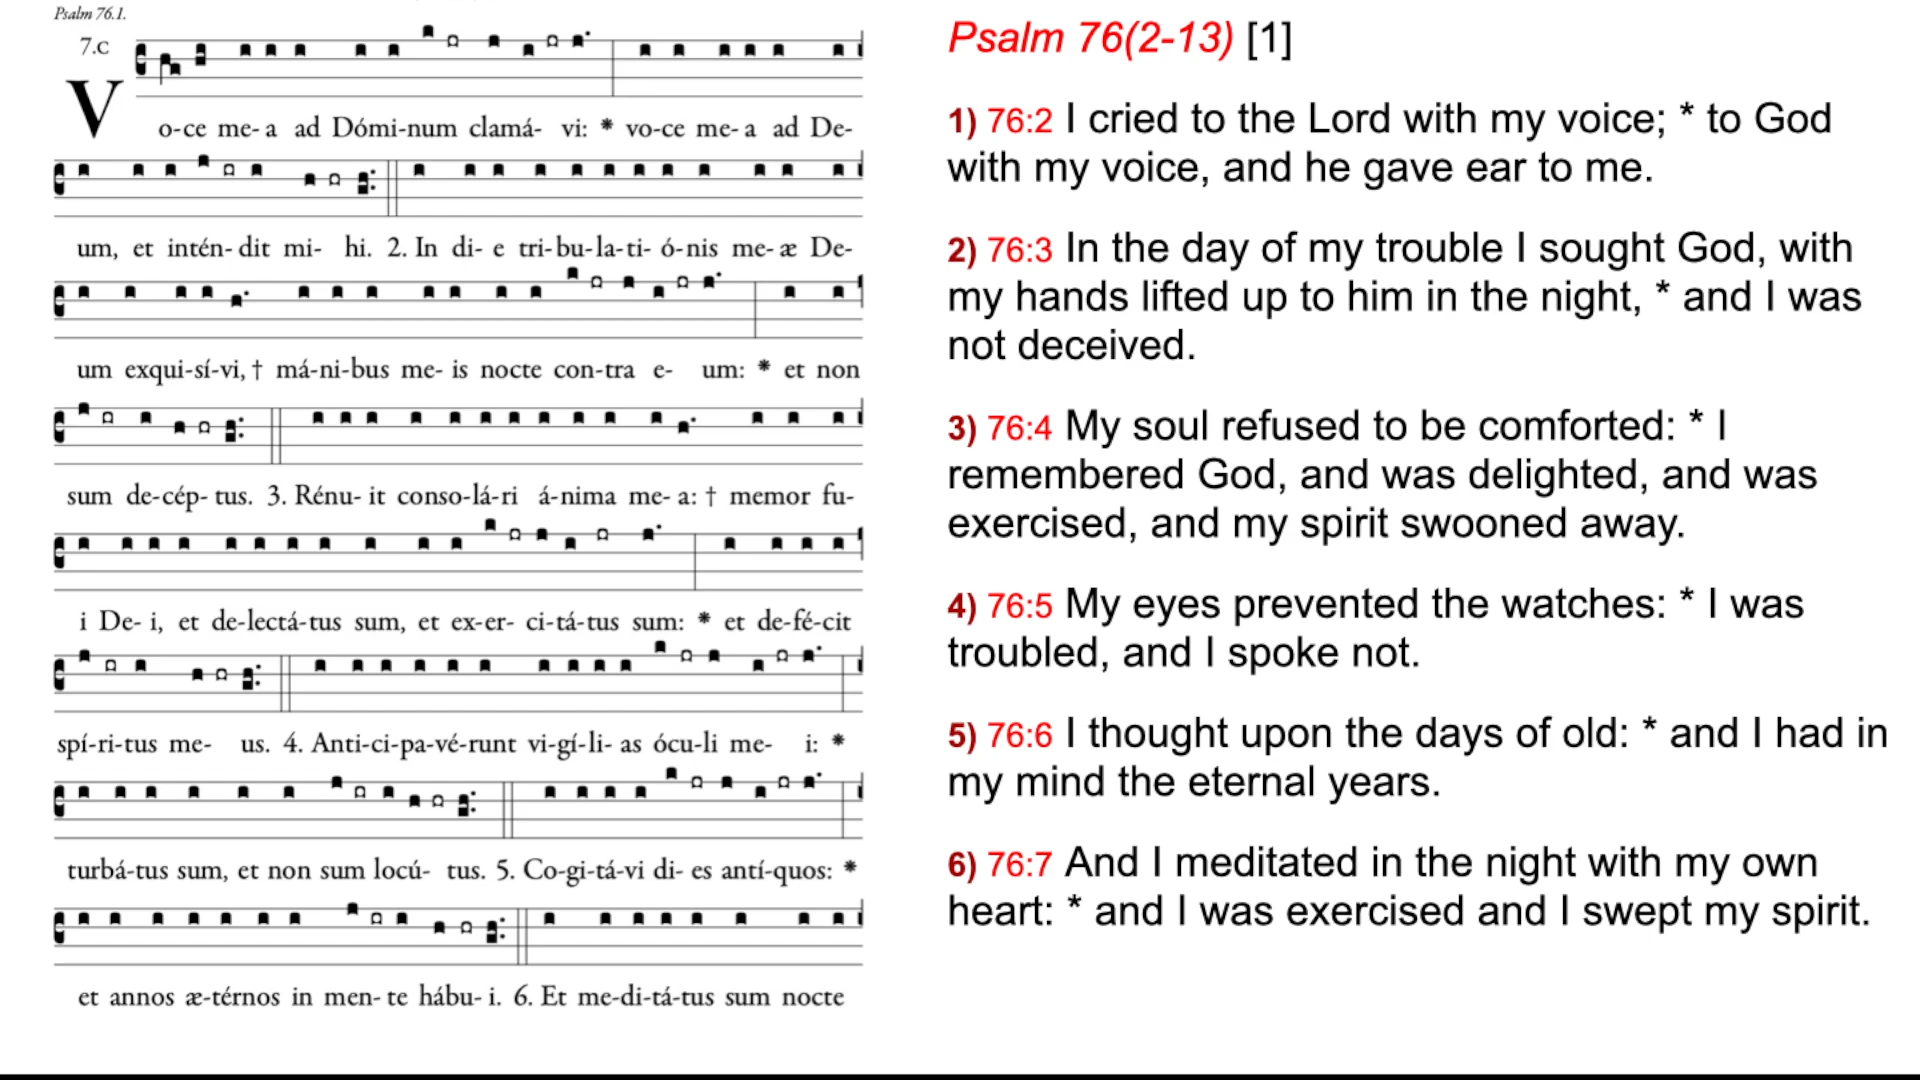 Psalm 76.1.
7.c
Vo-ce me-a ad Dómi-num clamá- vi: * vo-ce me-a ad De-
um, et intén-dit mi- hi. 2. In di- e tri-bu-la-ti- ó-nis me-æ De-
um exqui-sí-vi, † má-ni-bus me- is nocte con-tra e- um: * et non
sum de-cép- tus. 3. Rénu- it conso-lá-ri á-nima me- a: † memor fu-
i De- i, et de-lectá-tus sum, et ex-er- ci-tá-tus sum: * et de-fé-cit
spí-ri-tus me- us. 4. Anti-ci-pa-vé-runt vi-gí-li- as ócu-li me- i: *
turbá-tus sum, et non sum locú- tus. 5. Co-gi-tá-vi di- es antí-quos: *
et annos æ-térnos in men- te hábu- i. 6. Et me-di-tá-tus sum nocte
Psalm 76(2-13) [1]
1) 76:2 I cried to the Lord with my voice; * to God
with my voice, and he gave ear to me.
2) 76:3 In the day of my trouble I sought God, with
my hands lifted up to him in the night, * and I was
not deceived.
3) 76:4 My soul refused to be comforted: * I
remembered God, and was delighted, and was
exercised, and my spirit swooned away.
4) 76:5 My eyes prevented the watches: * I was
troubled, and I spoke not.
5) 76:6 I thought upon the days of old: * and I had in
my mind the eternal years.
6) 76:7 And I meditated in the night with my own
heart: * and I was exercised and I swept my spirit.